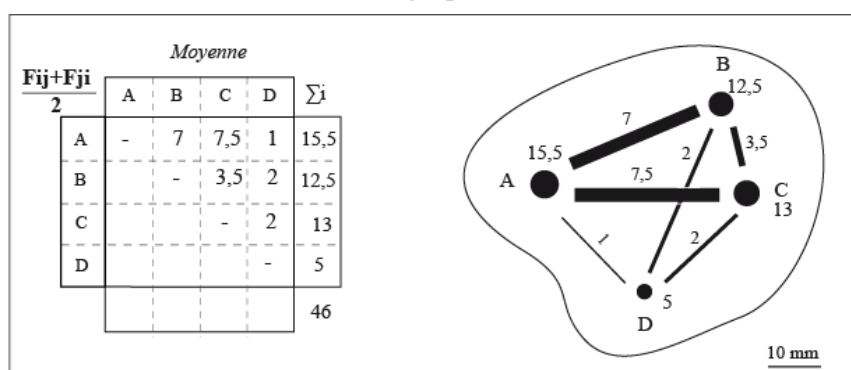 Moyenne
Fij+Fji
2
A B C D ∑i
A - 7 7,5 1 15,5
B - 3,5 2 12,5
C - 2 13
D - 5
46
B
12,5
7
2
3,5
15,5
A
7,5
C
13
1
2
5
D
10 mm